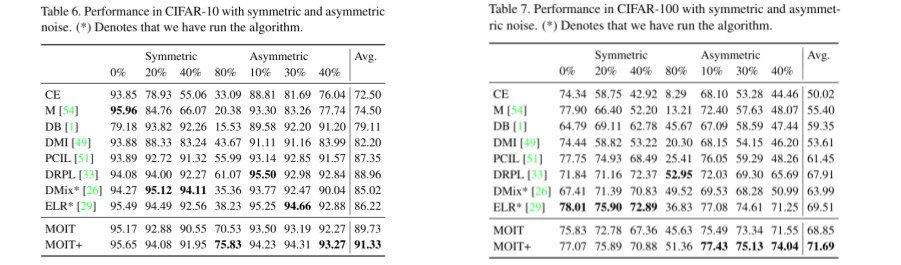 Table 6. Performance in CIFAR-10 with symmetric and asymmetric
noise. (*) Denotes that we have run the algorithm.
Symmetric Asymmetric Avg.
0% 20% 40% 80% 10% 30% 40%
CE 93.85 78.93 55.06 33.09 88.81 81.69 76.04 72.50
M [54] 95.96 84.76 66.07 20.38 93.30 83.26 77.74 74.50
DB [1] 79.18 93.82 92.26 15.53 89.58 92.20 91.20 79.11
DMI [49] 93.88 88.33 83.24 43.67 91.11 91.16 83.99 82.20
PCIL [51] 93.89 92.72 91.32 55.99 93.14 92.85 91.57 87.35
DRPL [33] 94.08 94.00 92.27 61.07 95.50 92.98 92.84 88.96
DMix* [26] 94.27 95.12 94.11 35.36 93.77 92.47 90.04 85.02
ELR* [29] 95.49 94.49 92.56 38.23 95.25 94.66 92.88 86.22
MOIT 95.17 92.88 90.55 70.53 93.50 93.19 92.27 89.73
MOIT+ 95.65 94.08 91.95 75.83 94.23 94.31 93.27 91.33
Table 7. Performance in CIFAR-100 with symmetric and asymmet-
ric noise. (*) Denotes that we have run the algorithm.
Symmetric Asymmetric Avg.
0% 20% 40% 80% 10% 30% 40%
CE 74.34 58.75 42.92 8.29 68.10 53.28 44.46 50.02
M [54] 77.90 66.40 52.20 13.21 72.40 57.63 48.07 55.40
DB [1] 64.79 69.11 62.78 45.67 67.09 58.59 47.44 59.35
DMI [49] 74.44 58.82 53.22 20.30 68.15 54.15 46.20 53.61
PCIL [51] 77.75 74.93 68.49 25.41 76.05 59.29 48.26 61.45
DRPL [33] 71.84 71.16 72.37 52.95 72.03 69.30 65.69 67.91
DMix* [26] 67.41 71.39 70.83 49.52 69.53 68.28 50.99 63.99
ELR* [29] 78.01 75.90 72.89 36.83 77.08 74.61 71.25 69.51
MOIT 75.83 72.78 67.36 45.63 75.49 73.34 71.55 68.85
MOIT+ 77.07 75.89 70.88 51.36 77.43 75.13 74.04 71.69